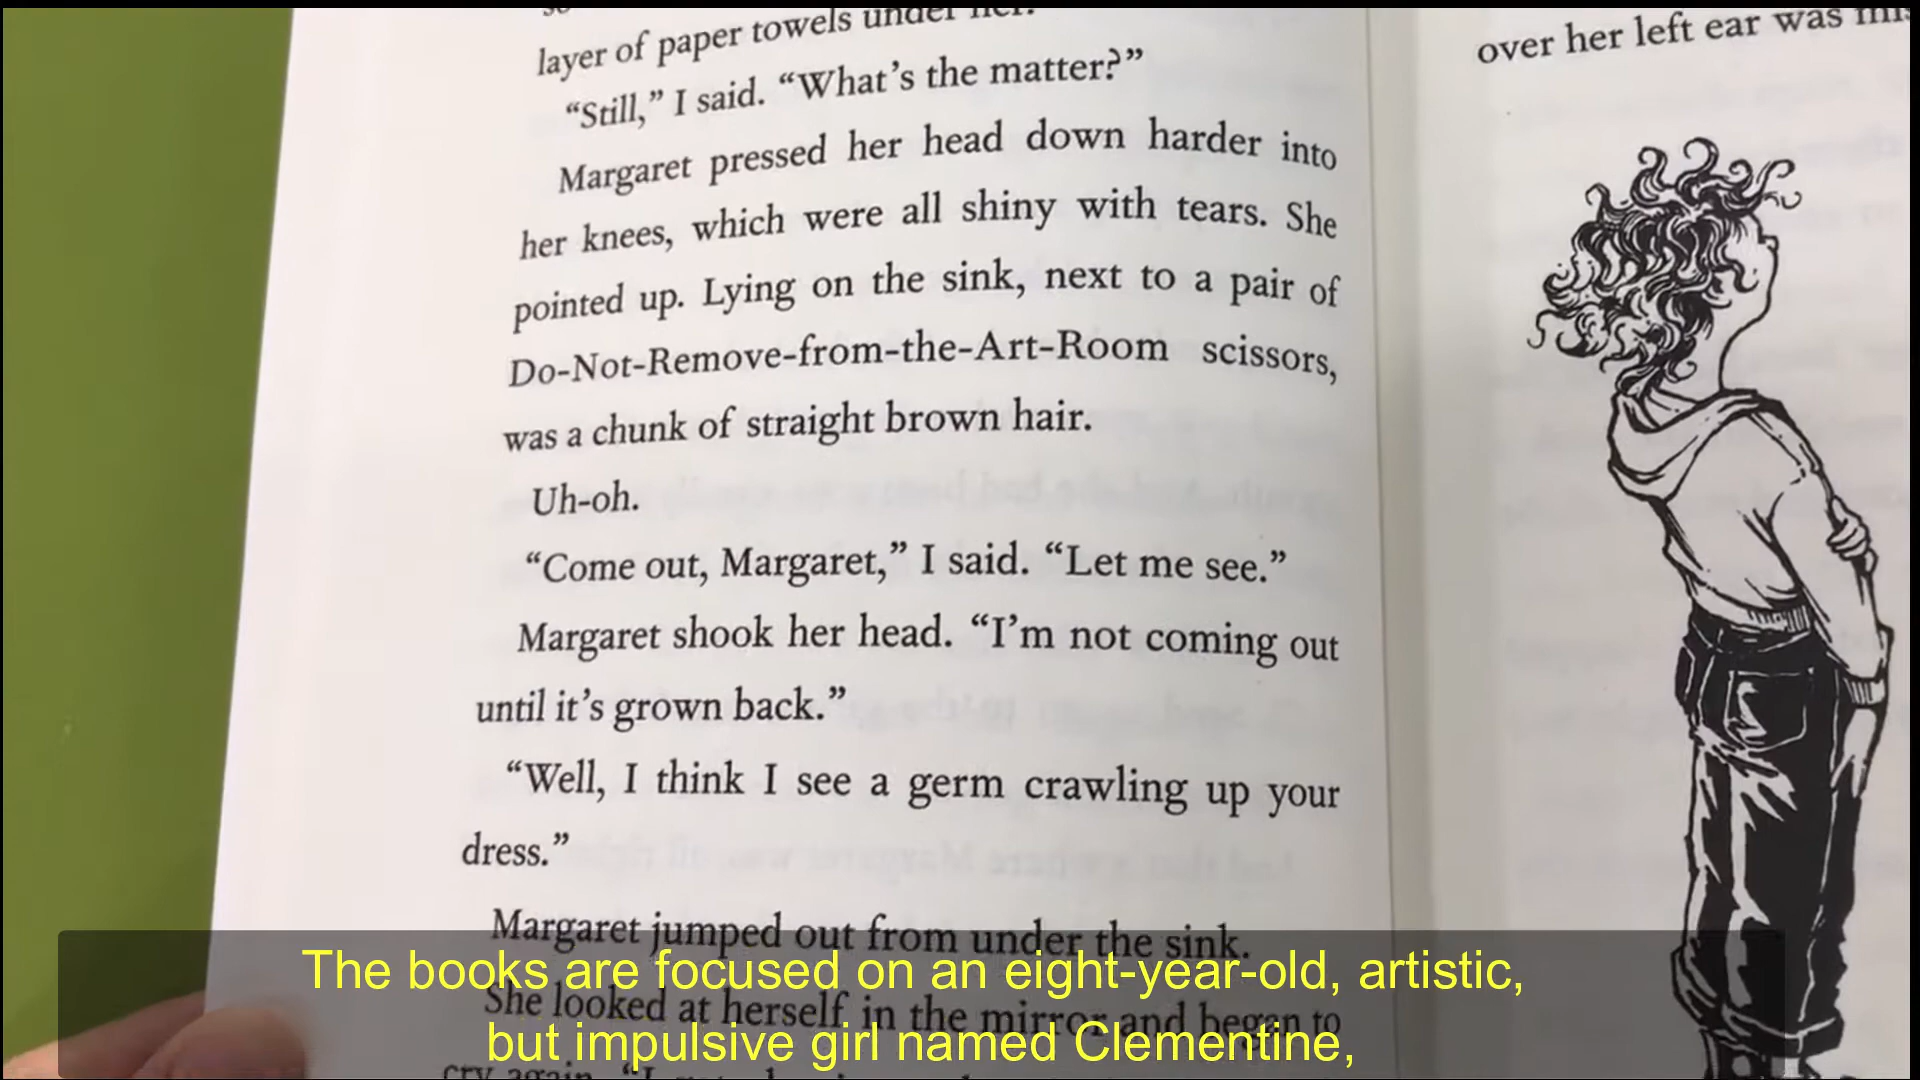 layer of paper towels under her.
“Still,” I said. “What’s the matter?”
Margaret pressed her head down harder into
her knees, which were all shiny with tears. She
pointed up. Lying on the sink, next to a pair of
Do-Not-Remove-from-the-Art-Room scissors,
was a chunk of straight brown hair.
Uh-oh.
“Come out, Margaret,” I said. “Let me see.”
Margaret shook her head. “I’m not coming out
until it’s grown back.”
“Well, I think I see a germ crawling up your
dress.”
Margaret jumped out from under the sink.
She looked at herself in the mirror and began to
cry again.
over her left ear was
The books are focused on an eight-year-old, artistic,
but impulsive girl named Clementine,